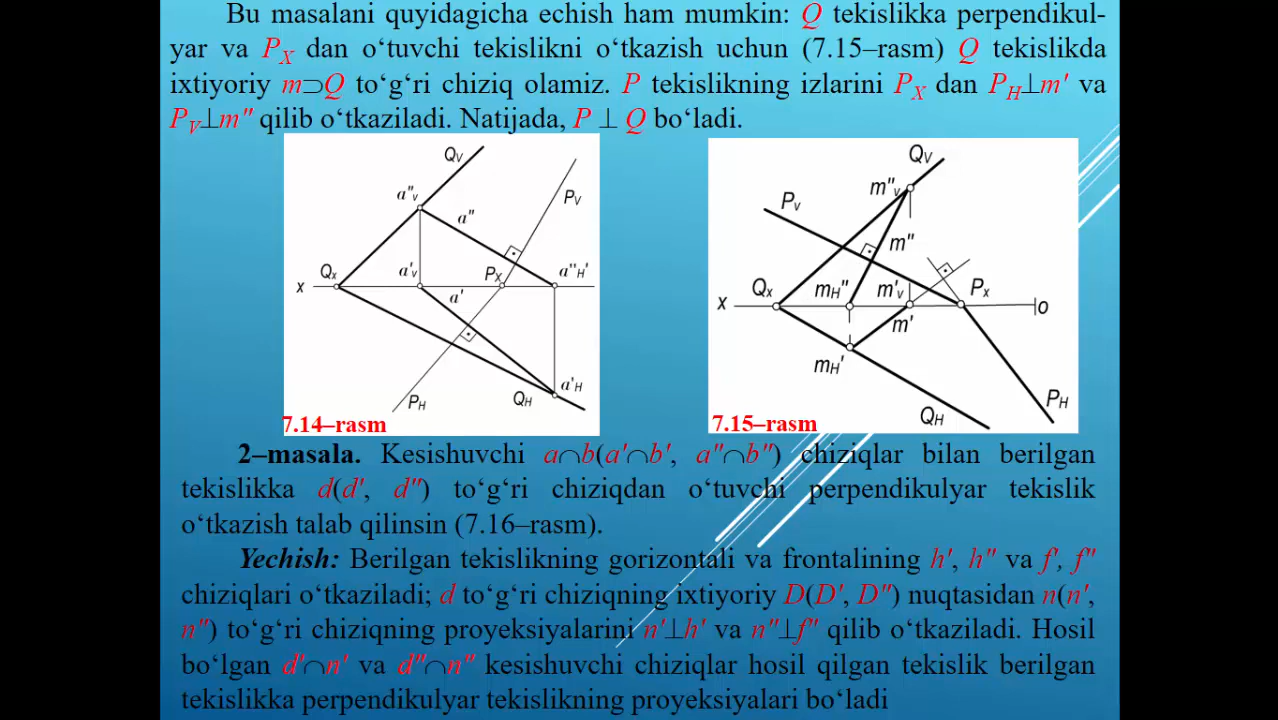 Bu masalani quyidagicha echish ham mumkin: Q tekislikka perpendikul-
yar va PX dan o‘tuvchi tekislikni o‘tkazish uchun (7.15–rasm) Q tekislikda
ixtiyoriy m⊃Q to‘g‘ri chiziq olamiz. P tekislikning izlarini PX dan PH⊥m' va
PV⊥m" qilib o‘tkaziladi. Natijada, P ⊥ Q bo‘ladi.
QV
a"v
a"
PV
Qx
a'v
Px
a"H'
x
a'
a'H
PH
QH
7.14–rasm
QV
m"v
Pv
m"
Qx
mH"
m'v
Px
x
o
m'
mH'
PH
QH
7.15–rasm
2–masala. Kesishuvchi a∩b(a'∩b', a"∩b") chiziqlar bilan berilgan
tekislikka d(d', d") to‘g‘ri chiziqdan o‘tuvchi perpendikulyar tekislik
o‘tkazish talab qilinsin (7.16–rasm).
Yechish: Berilgan tekislikning gorizontali va frontalining h', h" va f', f"
chiziqlari o‘tkaziladi; d to‘g‘ri chiziqning ixtiyoriy D(D', D") nuqtasidan n(n',
n") to‘g‘ri chiziqning proyeksiyalarini n'⊥h' va n"⊥f" qilib o‘tkaziladi. Hosil
bo‘lgan d'∩n' va d"∩n" kesishuvchi chiziqlar hosil qilgan tekislik berilgan
tekislikka perpendikulyar tekislikning proyeksiyalari bo‘ladi